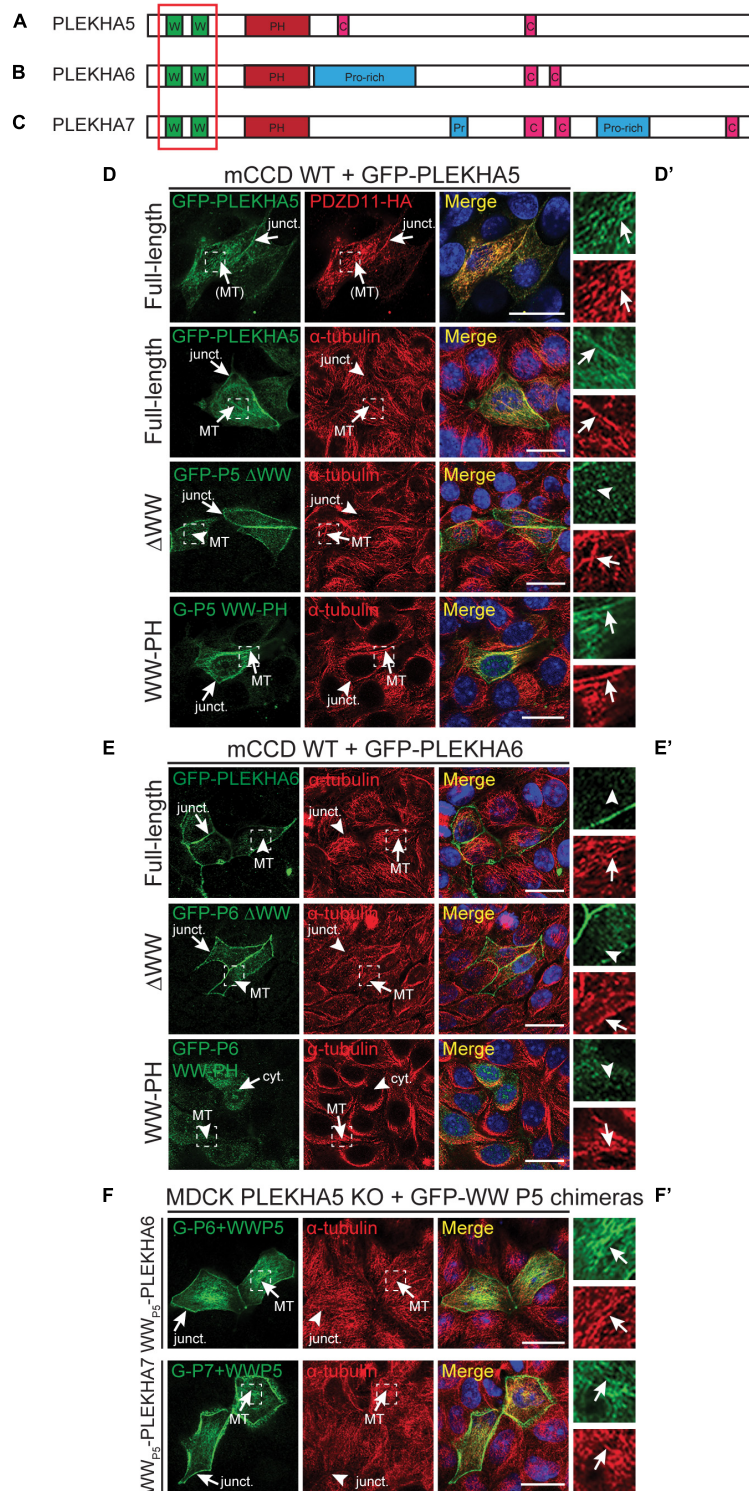 A PLEKHA5 W W PH C C
B PLEKHA6 W W PH Pro-rich C C
C PLEKHA7 W W PH Pr C C Pro-rich C
D mCCD WT + GFP-PLEKHA5 D’
Full-length
GFP-PLEKHA5 PDZD11-HA Merge
junct. junct.
(MT) (MT)
Full-length
GFP-PLEKHA5 α-tubulin Merge
junct. junct.
MT MT
ΔWW
GFP-P5 ΔWW α-tubulin Merge
junct. junct.
MT MT
WW-PH
G-P5 WW-PH α-tubulin Merge
MT MT
junct. junct.
E mCCD WT + GFP-PLEKHA6 E’
Full-length
GFP-PLEKHA6 α-tubulin Merge
junct. junct.
MT MT
ΔWW
GFP-P6 ΔWW α-tubulin Merge
junct. junct.
MT MT
WW-PH
GFP-P6 α-tubulin Merge
WW-PH
cyt. cyt.
MT MT
F MDCK PLEKHA5 KO + GFP-WW P5 chimeras F’
WWP5-PLEKHA6
G-P6+WWP5 α-tubulin Merge
MT MT
junct. junct.
WWP5-PLEKHA7
G-P7+WWP5 α-tubulin Merge
MT MT
junct. junct.